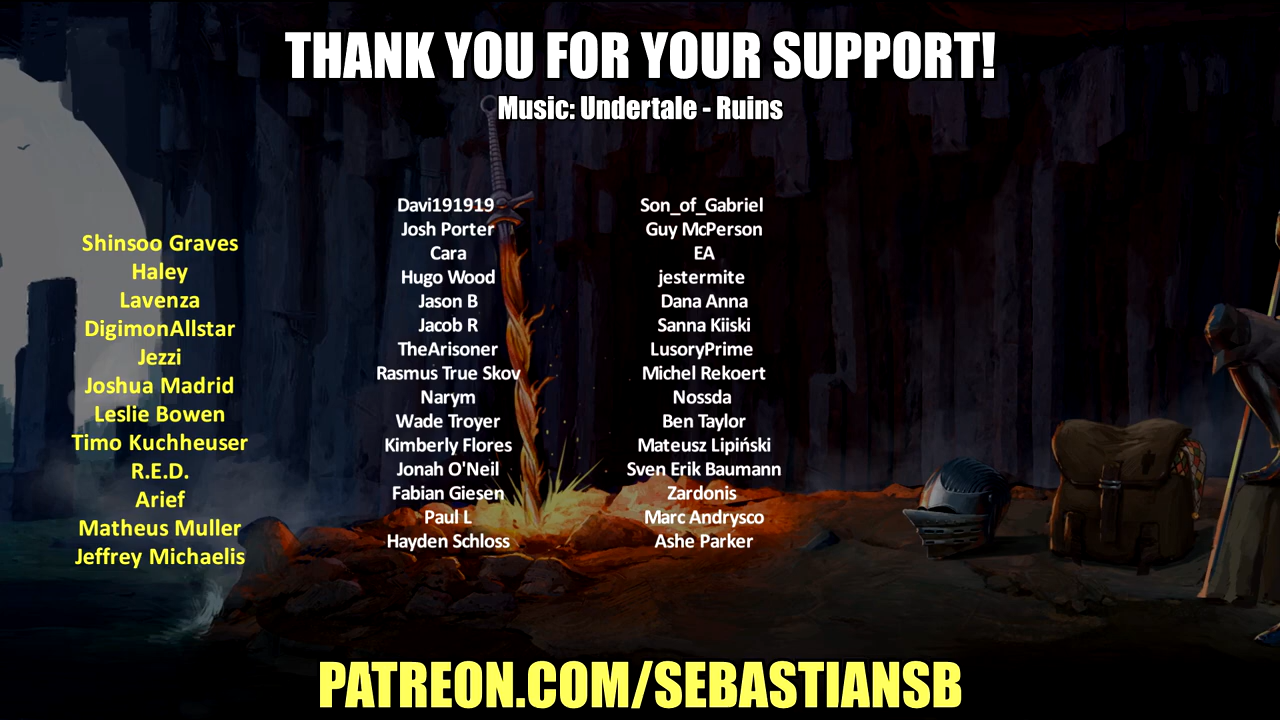 THANK YOU FOR YOUR SUPPORT!
Music: Undertale - Ruins
Shinsoo Graves
Haley
Lavenza
DigimonAllstar
Jezzi
Joshua Madrid
Leslie Bowen
Timo Kuchheuser
R.E.D.
Arief
Matheus Muller
Jeffrey Michaelis
Davi191919
Josh Porter
Cara
Hugo Wood
Jason B
Jacob R
TheArisoner
Rasmus True Skov
Narym
Wade Troyer
Kimberly Flores
Jonah O'Neil
Fabian Giesen
Paul L
Hayden Schloss
Son_of_Gabriel
Guy McPerson
EA
jestermite
Dana Anna
Sanna Kiiski
LusoryPrime
Michel Rekoert
Nossda
Ben Taylor
Mateusz Lipiński
Sven Erik Baumann
Zardonis
Marc Andrysco
Ashe Parker
PATREON.COM/SEBASTIANSB